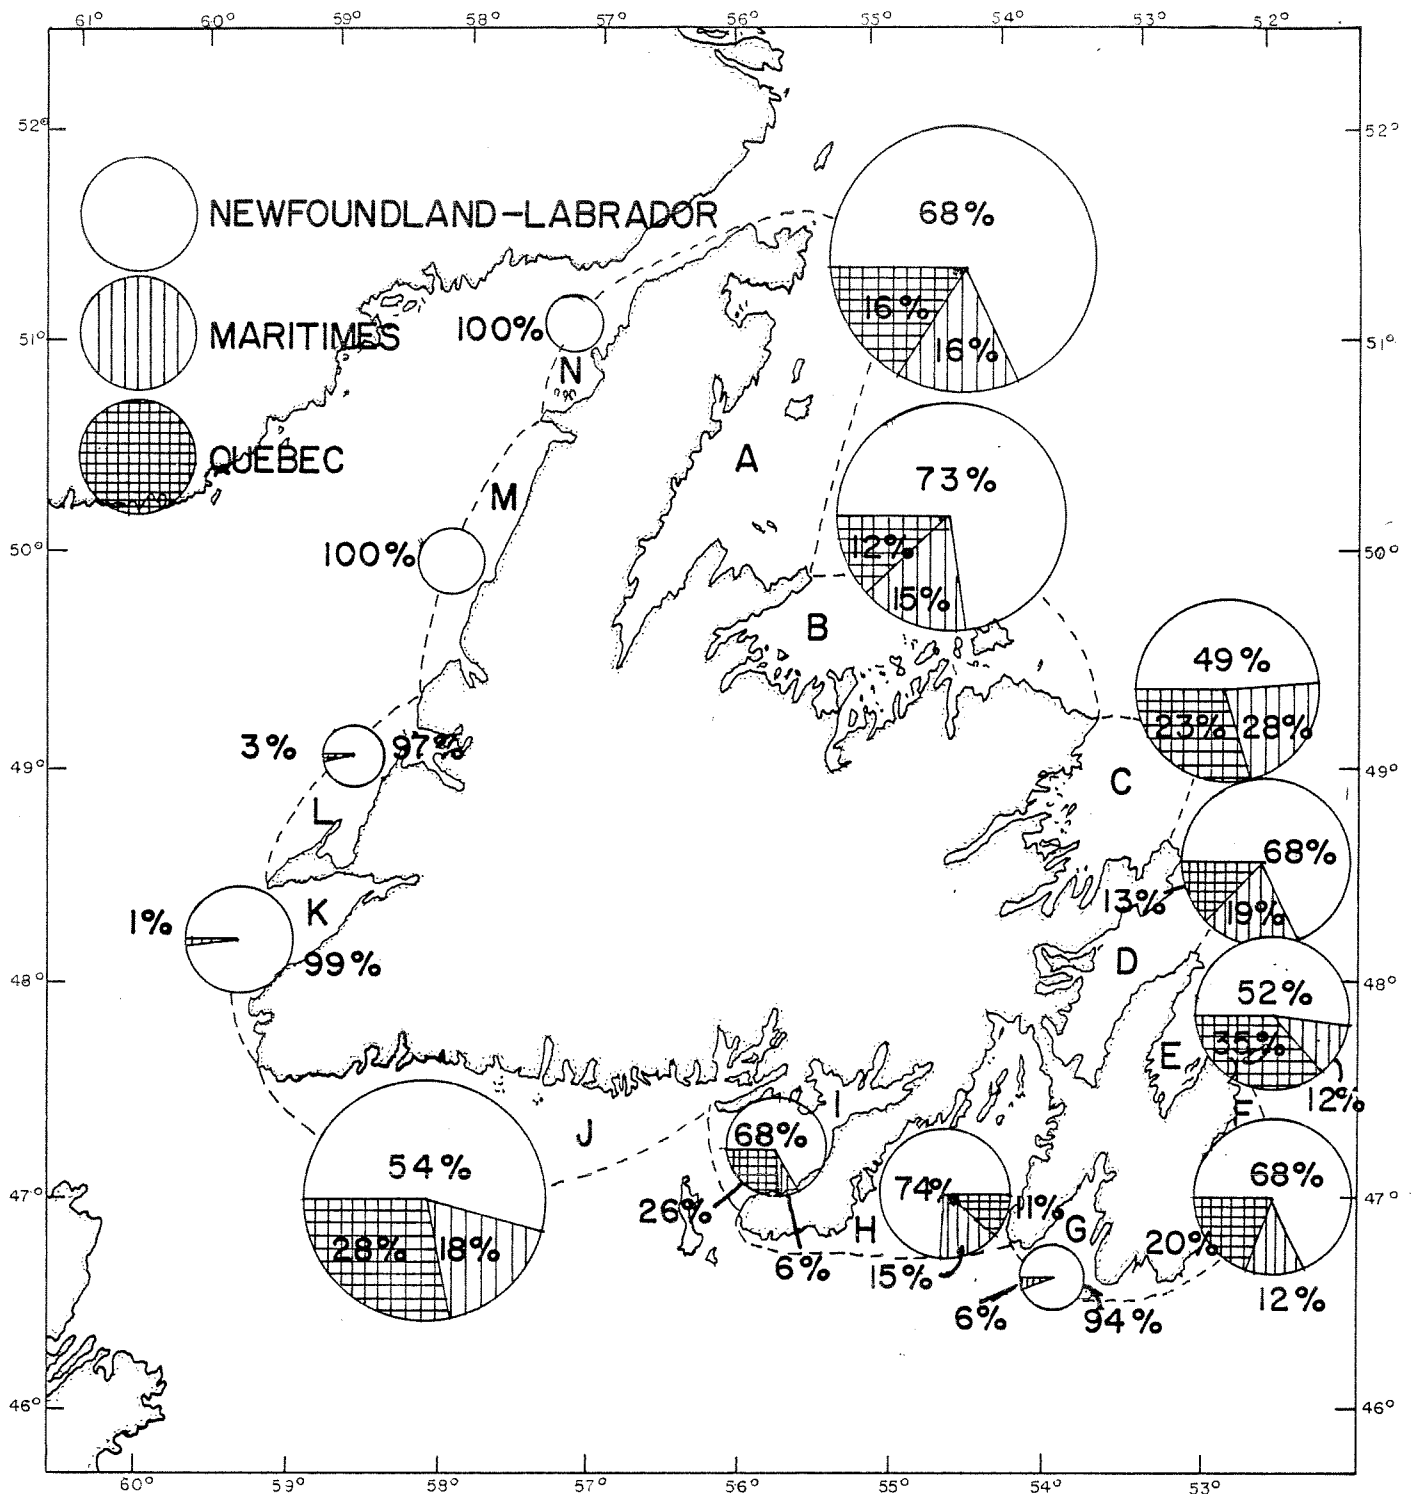 61° 60° 59° 58° 57° 56° 55° 54° 53° 52°
52° 52°
NEWFOUNDLAND-LABRADOR
68%
MARITIMES
100%
16%
16%
51° 51°
N
QUEBEC
A
73%
M
12%
15%
100%
50° 50°
B
49%
23% 28%
3% 97%
49° 49°
C
L
68%
13% 19%
K
1%
99%
D
48° 48°
52%
35%
E
12%
F
I
J
68%
54%
68%
74% 11%
47° 47°
26%
H
G
28% 18%
20%
6%
15%
12%
6%
94%
46° 46°
60° 59° 58° 57° 56° 55° 54° 53°